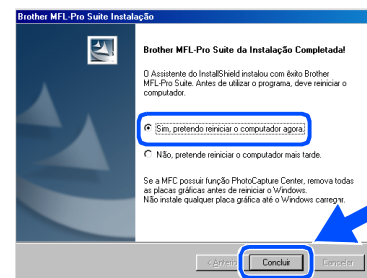 Brother MFL-Pro Suite Instalação
Brother MFL-Pro Suite da Instalação Completada!
O Assistente do InstallShield instalou com êxito Brother
MFL-Pro Suite. Antes de utilizar o programa, deve reiniciar o
computador.
Sim, pretendo reiniciar o computador agora.
Não, pretende reiniciar o computador mais tarde.
Se a MFC possuir função PhotoCapture Center, remova todas
as placas gráficas antes de reiniciar o Windows.
Não instale qualquer placa gráfica até o Windows carregar.
< Anterior Concluir Cancelar